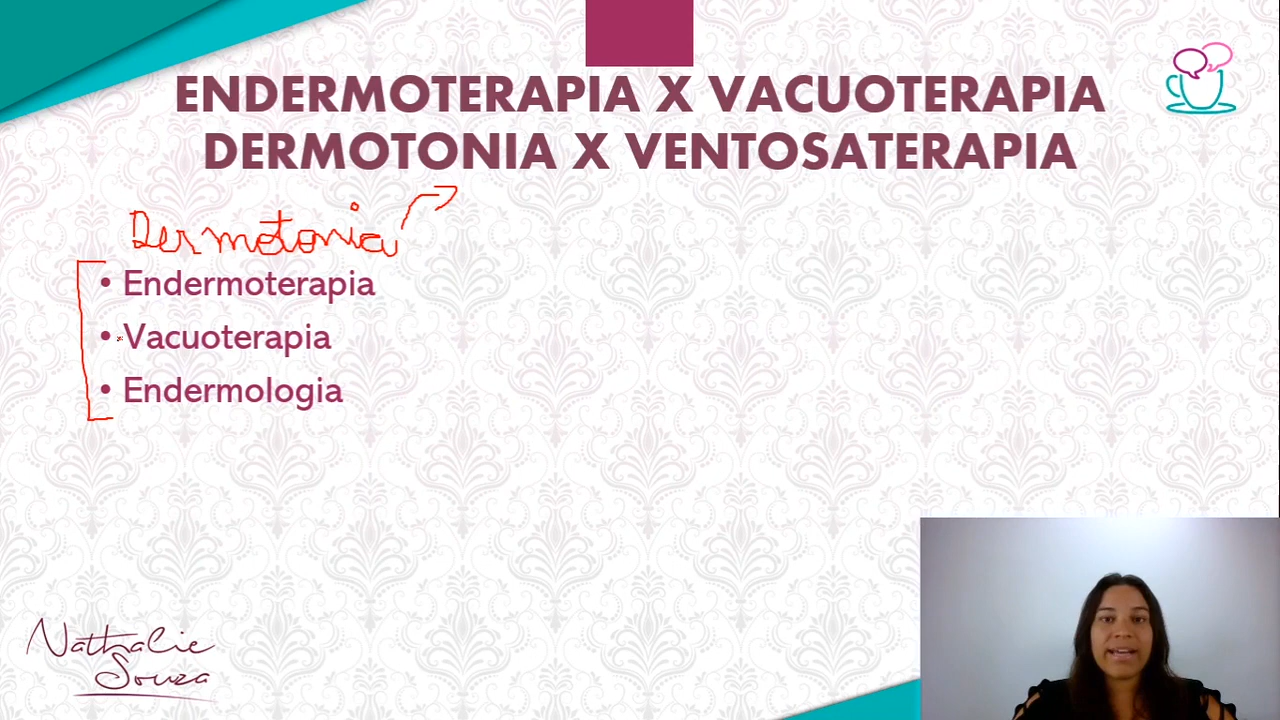 ENDERMOTERAPIA X VACUOTERAPIA
DERMOTONIA X VENTOSATERAPIA
Dermotonia
• Endermoterapia
• Vacuoterapia
• Endermologia
Nathalie
Souza